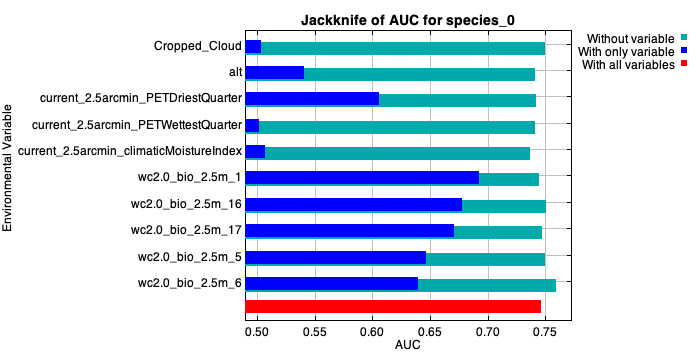 Jackknife of AUC for species_0
Without variable
With only variable
With all variables
Environmental Variable
Cropped_Cloud
alt
current_2.5arcmin_PETDriestQuarter
current_2.5arcmin_PETWettestQuarter
current_2.5arcmin_climaticMoistureIndex
wc2.0_bio_2.5m_1
wc2.0_bio_2.5m_16
wc2.0_bio_2.5m_17
wc2.0_bio_2.5m_5
wc2.0_bio_2.5m_6
0.50 0.55 0.60 0.65 0.70 0.75
AUC